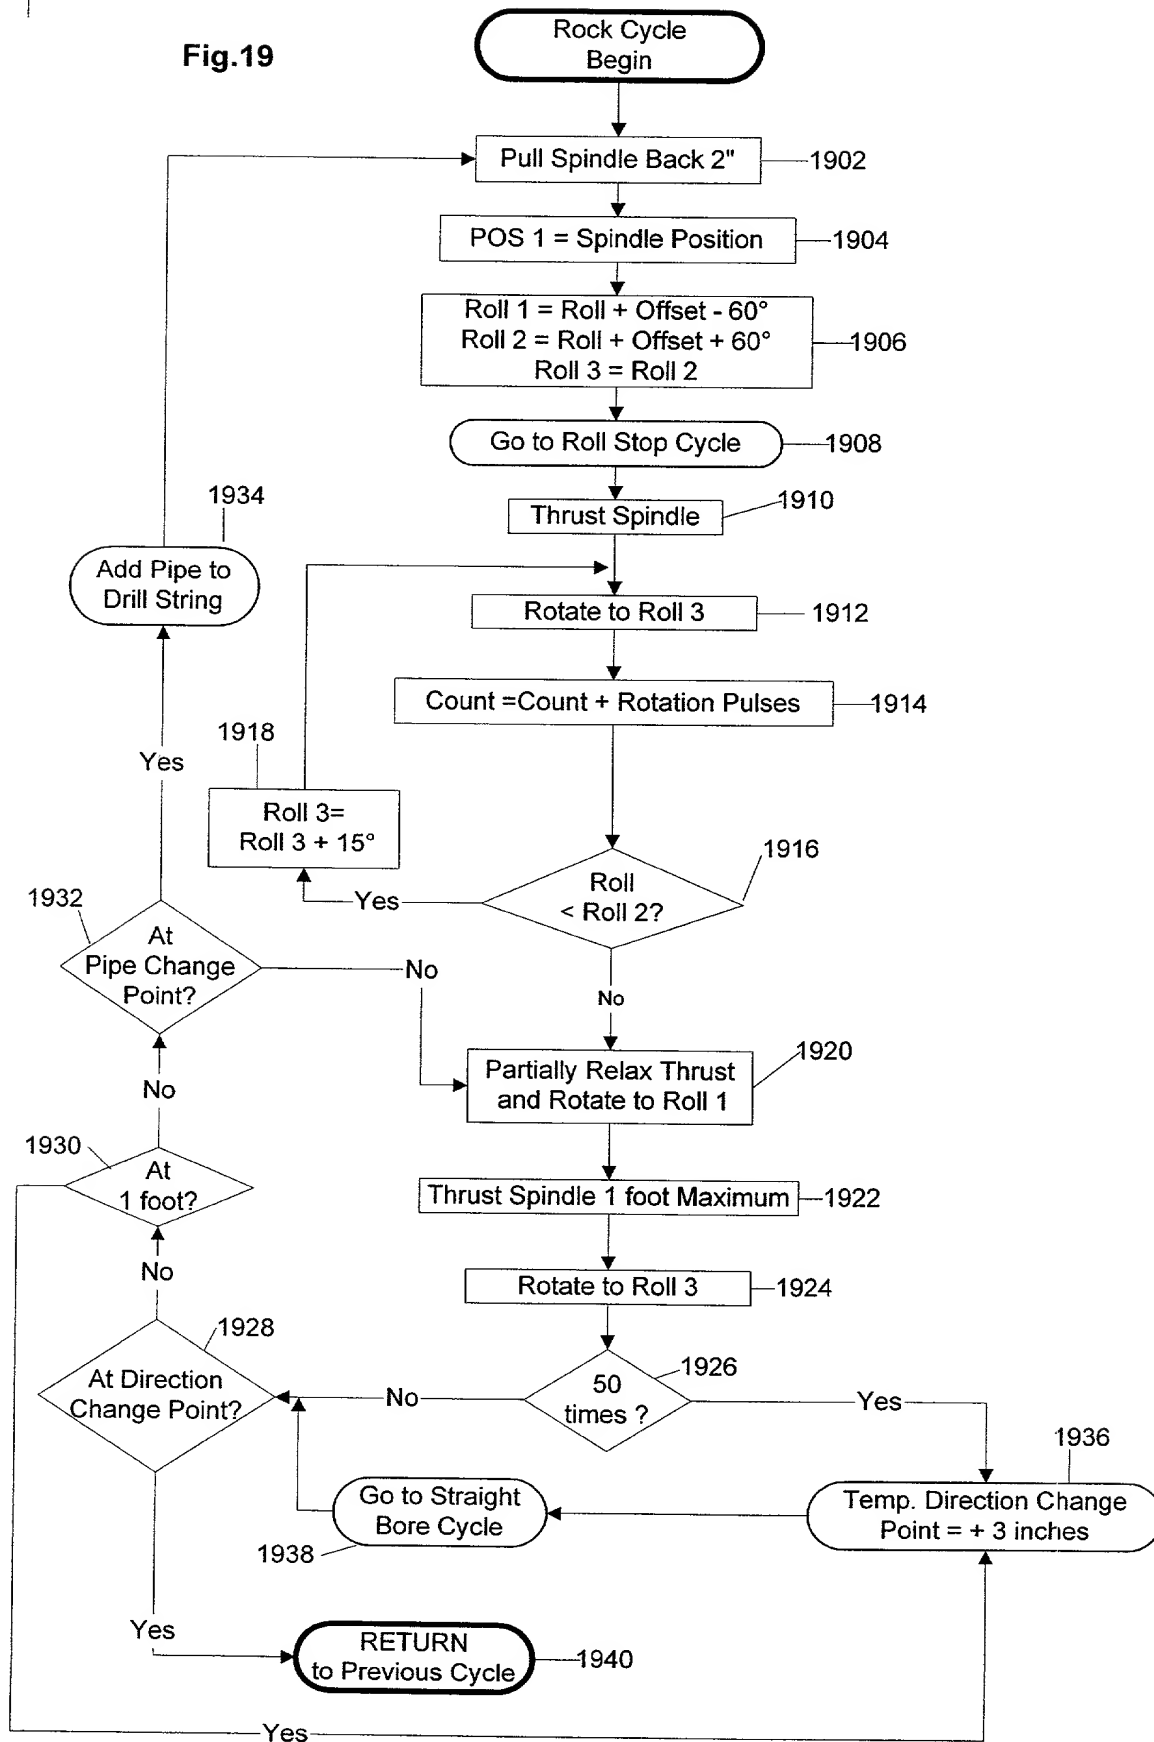 Fig.19
Rock Cycle
Begin
Pull Spindle Back 2"
1902
POS 1 = Spindle Position
1904
Roll 1 = Roll + Offset - 60°
Roll 2 = Roll + Offset + 60°
Roll 3 = Roll 2
1906
Go to Roll Stop Cycle
1908
1934
1910
Thrust Spindle
Add Pipe to
Drill String
Rotate to Roll 3
1912
Count =Count + Rotation Pulses
1914
1918
Yes
Roll 3=
Roll 3 + 15°
1916
Roll
< Roll 2?
Yes
1932
At
Pipe Change
Point?
No
No
1920
Partially Relax Thrust
and Rotate to Roll 1
No
1930
At
1 foot?
Thrust Spindle 1 foot Maximum
1922
No
Rotate to Roll 3
1924
1928
At Direction
Change Point?
No
50
times ?
1926
Yes
1936
Go to Straight
Bore Cycle
1938
Temp. Direction Change
Point = + 3 inches
Yes
RETURN
to Previous Cycle
1940
Yes